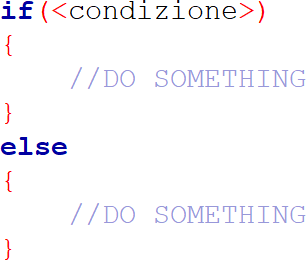 if(<condizione>)
{
    //DO SOMETHING
}
else
{
    //DO SOMETHING
}